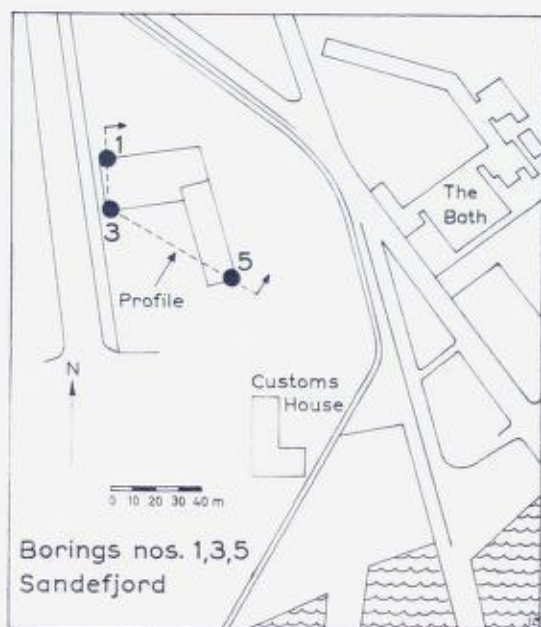 1
3
5
Profile
The
Bath
N
Customs
House
0 10 20 30 40 m
Borings nos. 1,3,5
Sandefjord